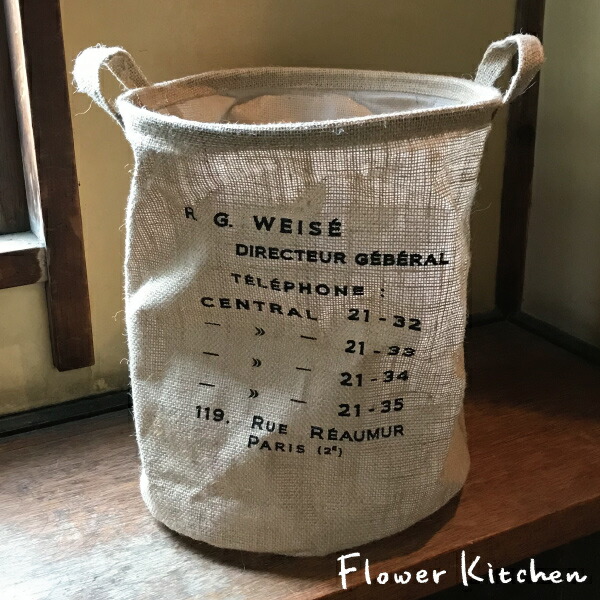 R G. WEISÉ
DIRECTEUR GÉBÉRAL
TÉLÉPHONE :
CENTRAL 21 - 32
— » — 21 - 33
— » — 21 - 34
— » — 21 - 35
119. RUE RÉAUMUR
PARIS (2e)
Flower Kitchen